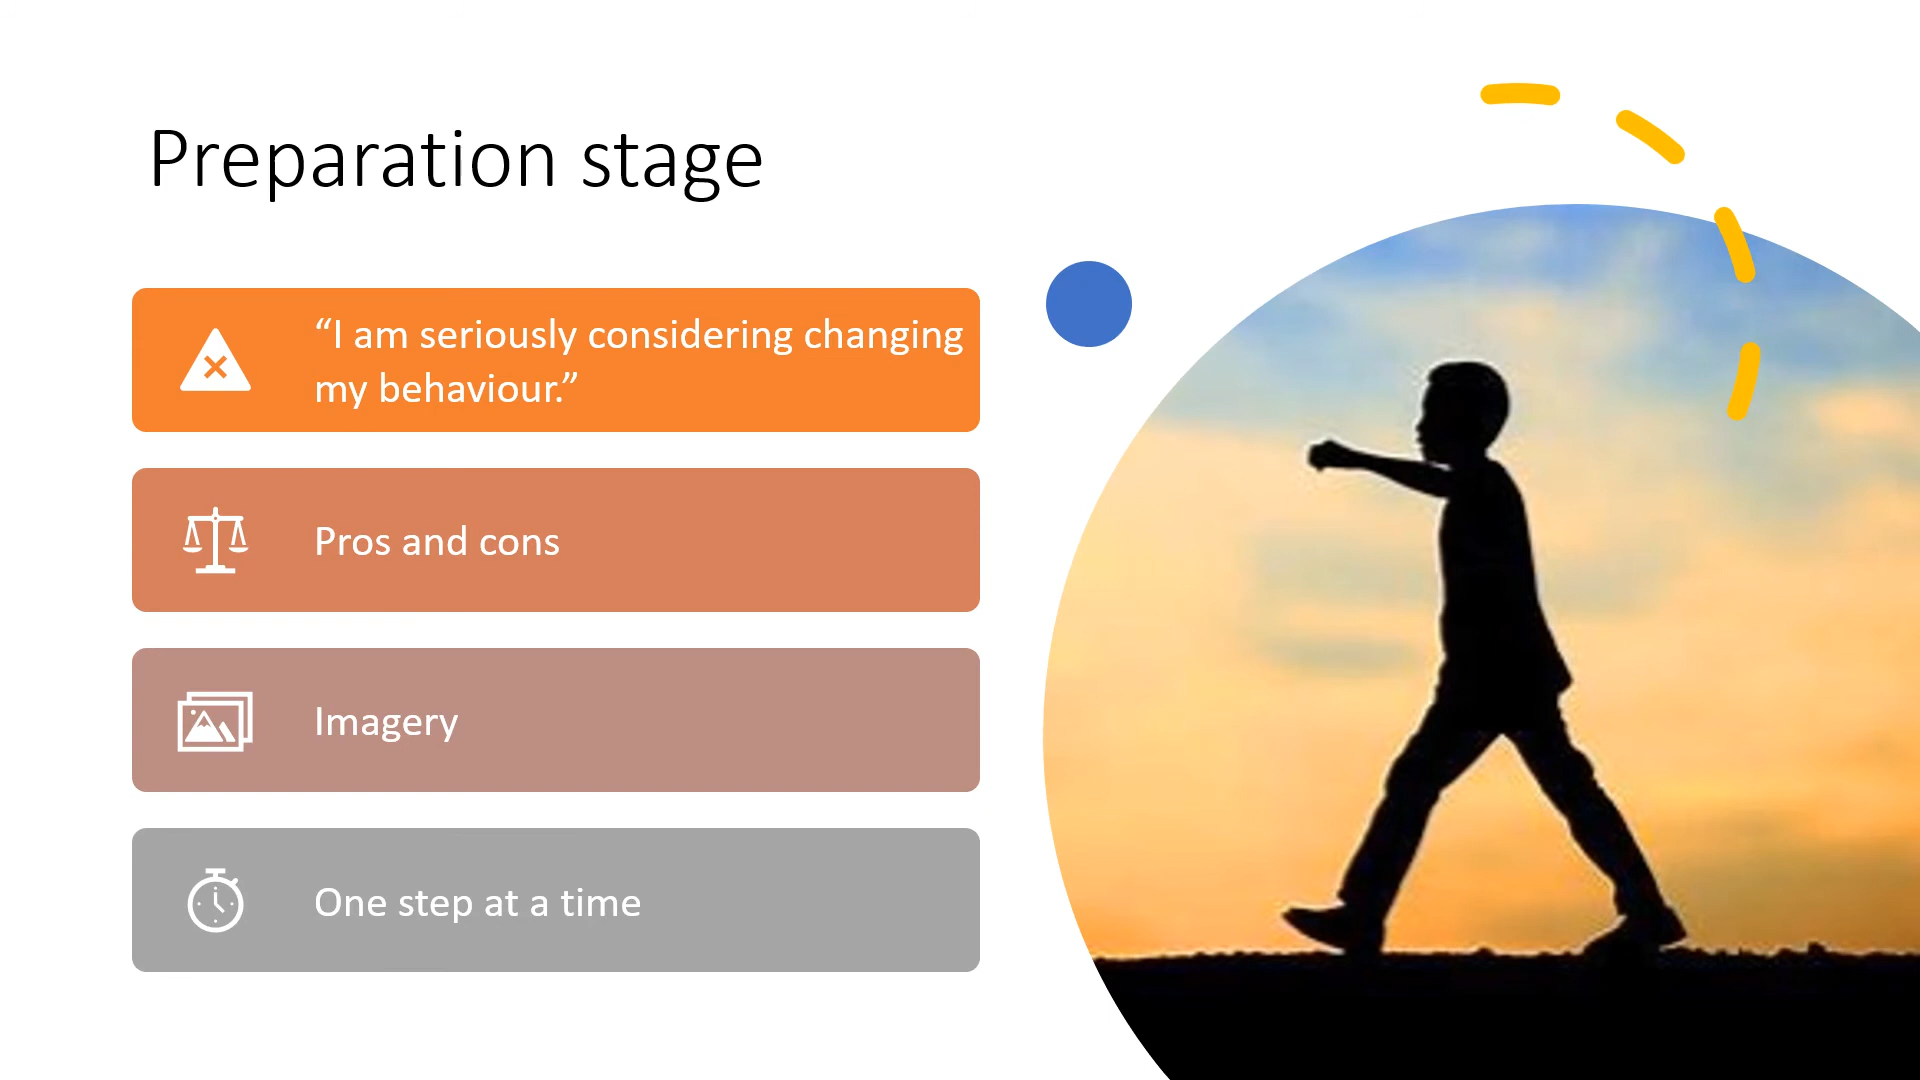 Preparation stage
“I am seriously considering changing
my behaviour.”
Pros and cons
Imagery
One step at a time